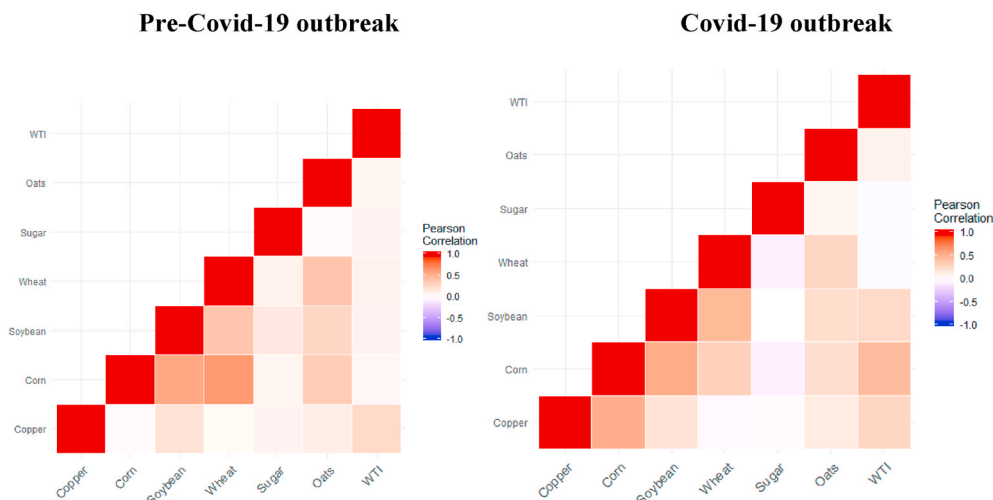 Pre-Covid-19 outbreak
WTI
Oats
Sugar
Wheat
Soybean
Corn
Copper
Copper
Corn
Soybean
Wheat
Sugar
Oats
WTI
Pearson
Correlation
1.0
0.5
0.0
-0.5
-1.0
Covid-19 outbreak
WTI
Oats
Sugar
Wheat
Soybean
Corn
Copper
Copper
Corn
Soybean
Wheat
Sugar
Oats
WTI
Pearson
Correlation
1.0
0.5
0.0
-0.5
-1.0